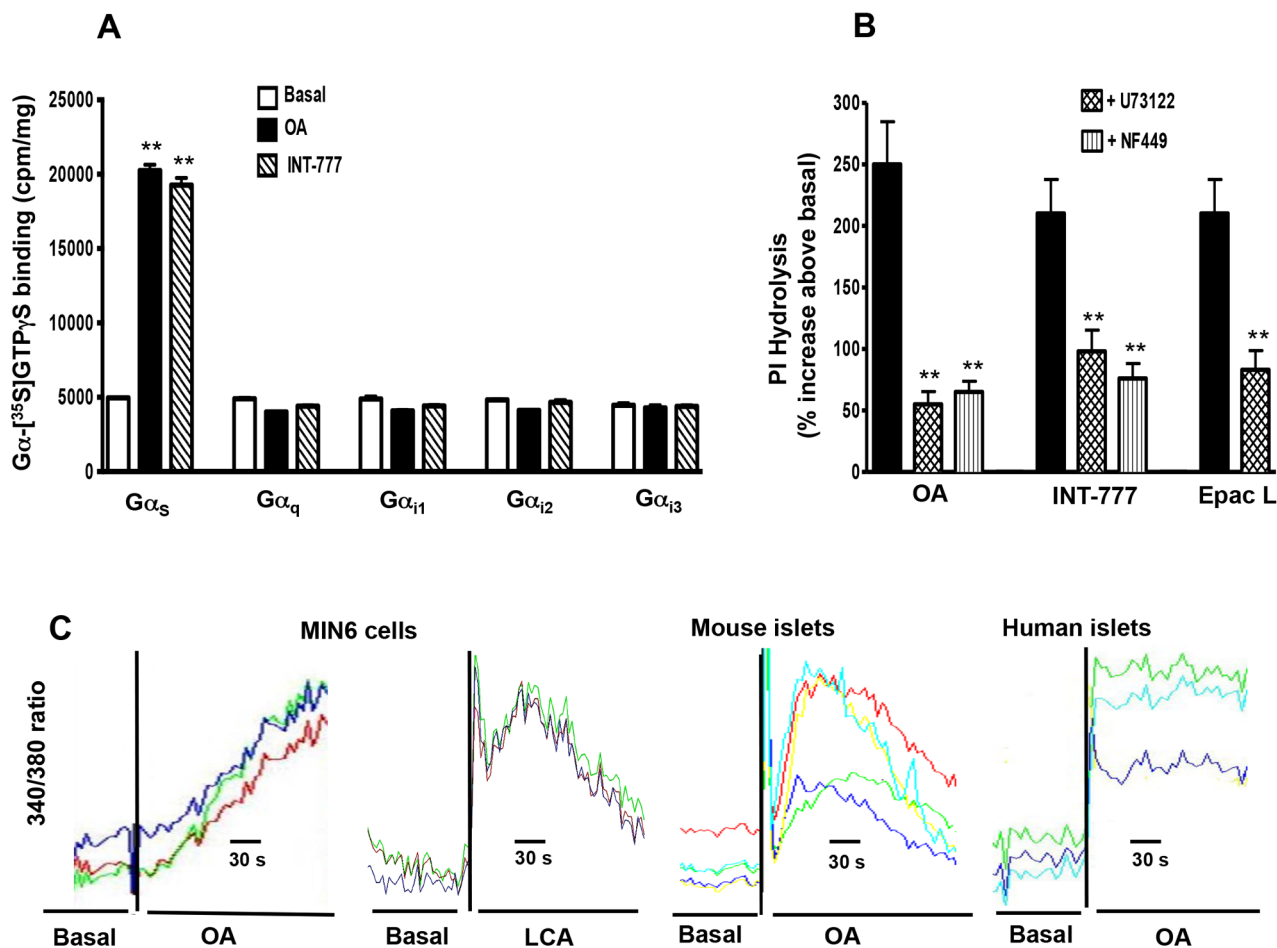 A
Gα-[³⁵S]GTPγS binding (cpm/mg)
25000
20000
15000
10000
5000
0
Basal
OA
INT-777
**
**
Gαs
Gαq
Gαi1
Gαi2
Gαi3
B
PI Hydrolysis
(% increase above basal)
300
250
200
150
100
50
0
+ U73122
+ NF449
**
**
**
**
**
OA
INT-777
Epac L
C
MIN6 cells
Mouse islets
Human islets
340/380 ratio
30 s
30 s
30 s
30 s
Basal
OA
Basal
LCA
Basal
OA
Basal
OA